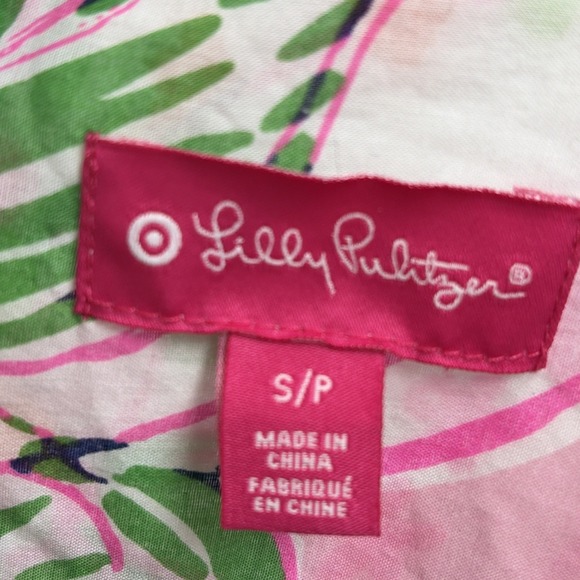 Lilly Pulitzer®
S/P
MADE IN
CHINA
FABRIQUÉ
EN CHINE